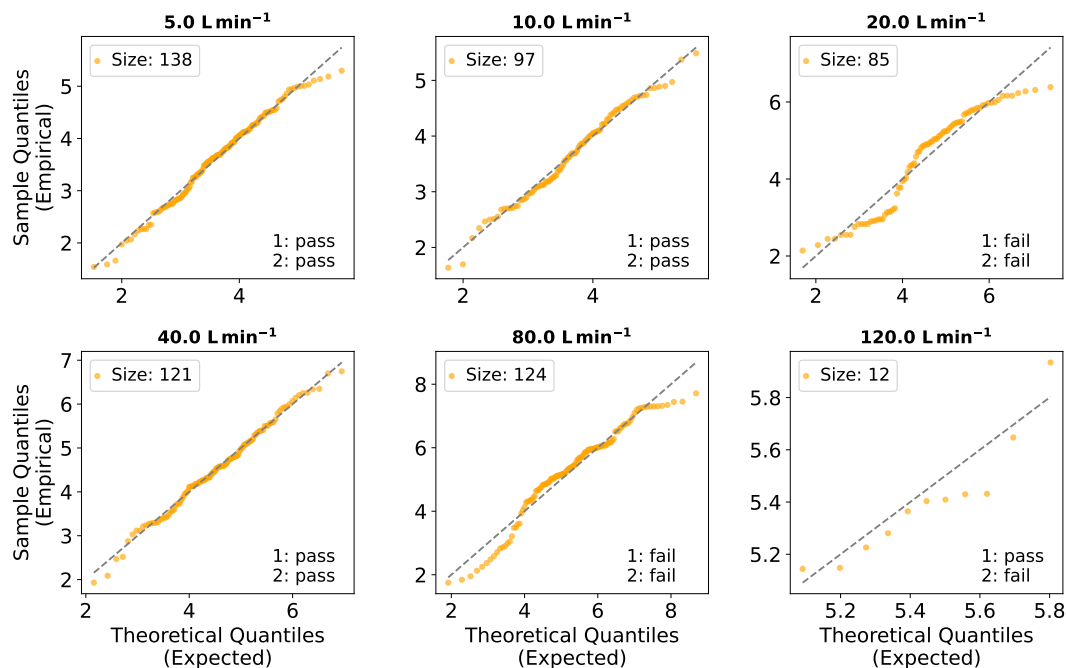 5.0 L min⁻¹
Size: 138
5
4
3
2
Sample Quantiles
(Empirical)
1: pass
2: pass
2
4
10.0 L min⁻¹
Size: 97
5
4
3
2
1: pass
2: pass
2
4
20.0 L min⁻¹
Size: 85
6
4
2
1: fail
2: fail
2
4
6
40.0 L min⁻¹
Size: 121
7
6
5
4
3
2
Sample Quantiles
(Empirical)
1: pass
2: pass
2
4
6
Theoretical Quantiles
(Expected)
80.0 L min⁻¹
Size: 124
8
6
4
2
1: fail
2: fail
2
4
6
8
Theoretical Quantiles
(Expected)
120.0 L min⁻¹
Size: 12
5.8
5.6
5.4
5.2
1: pass
2: fail
5.2
5.4
5.6
5.8
Theoretical Quantiles
(Expected)